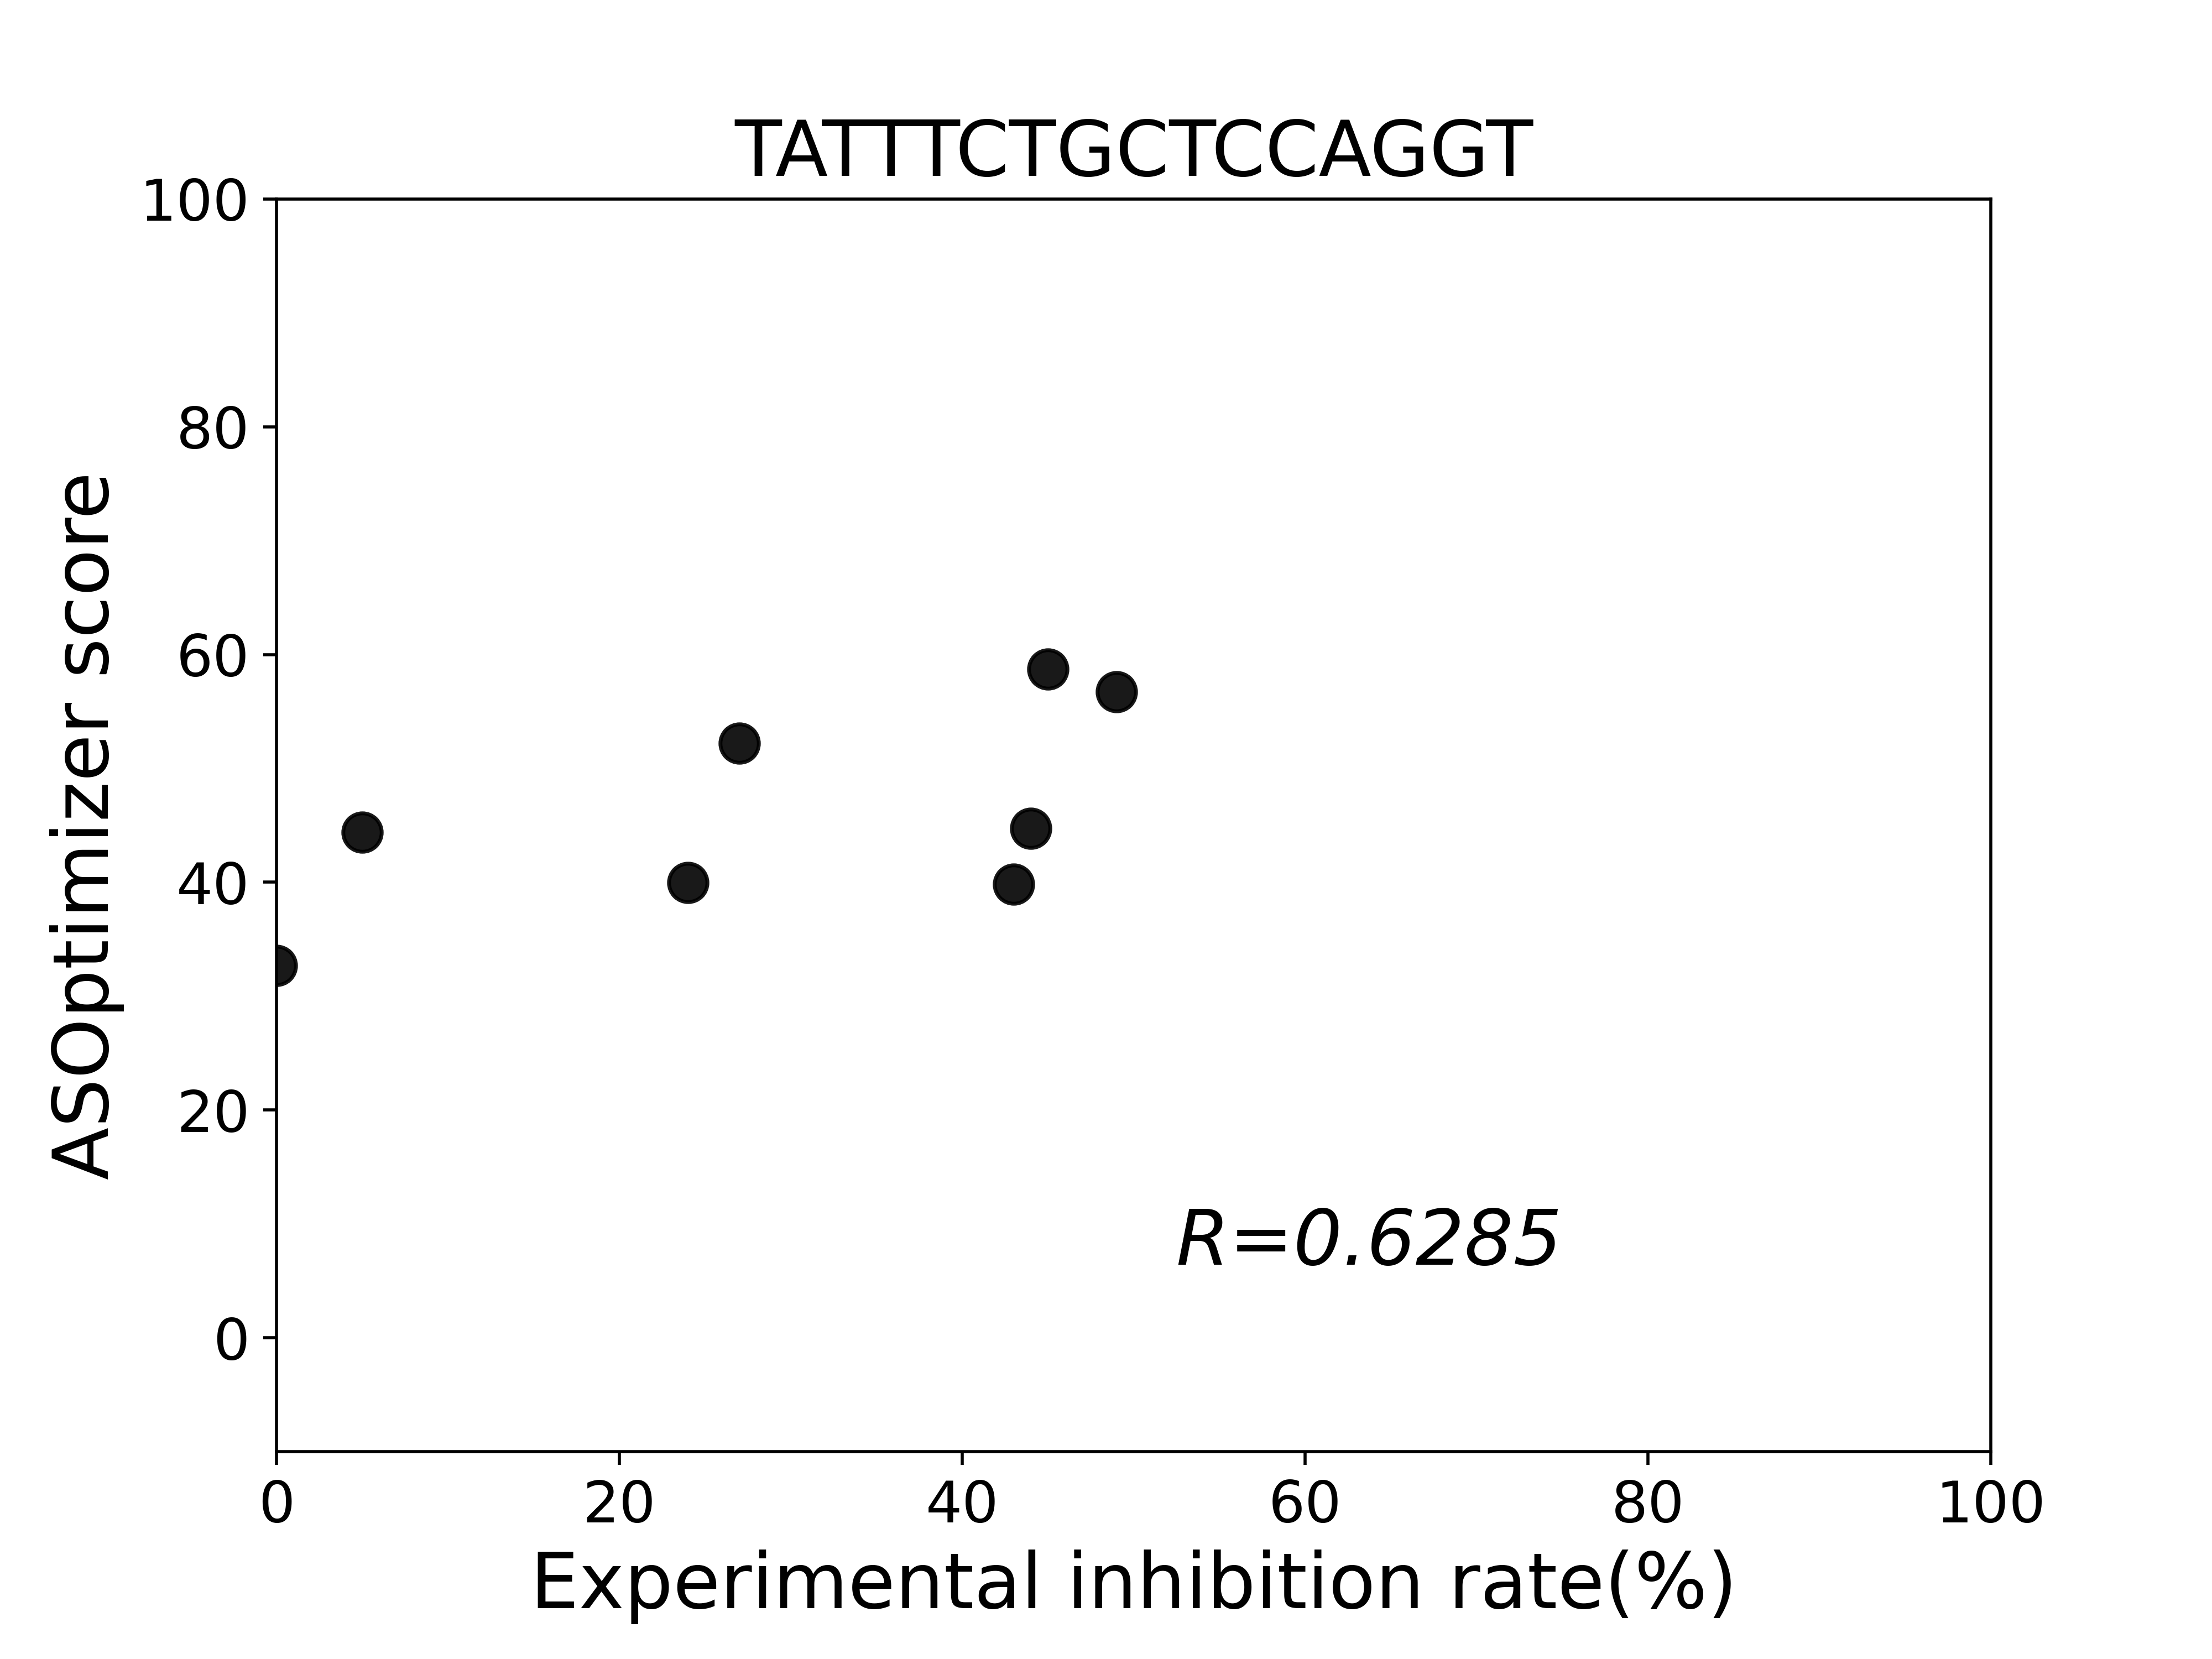 TATTTCTGCTCCAGGT
100
80
60
40
20
0
ASOptimizer score
R=0.6285
0 20 40 60 80 100
Experimental inhibition rate(%)